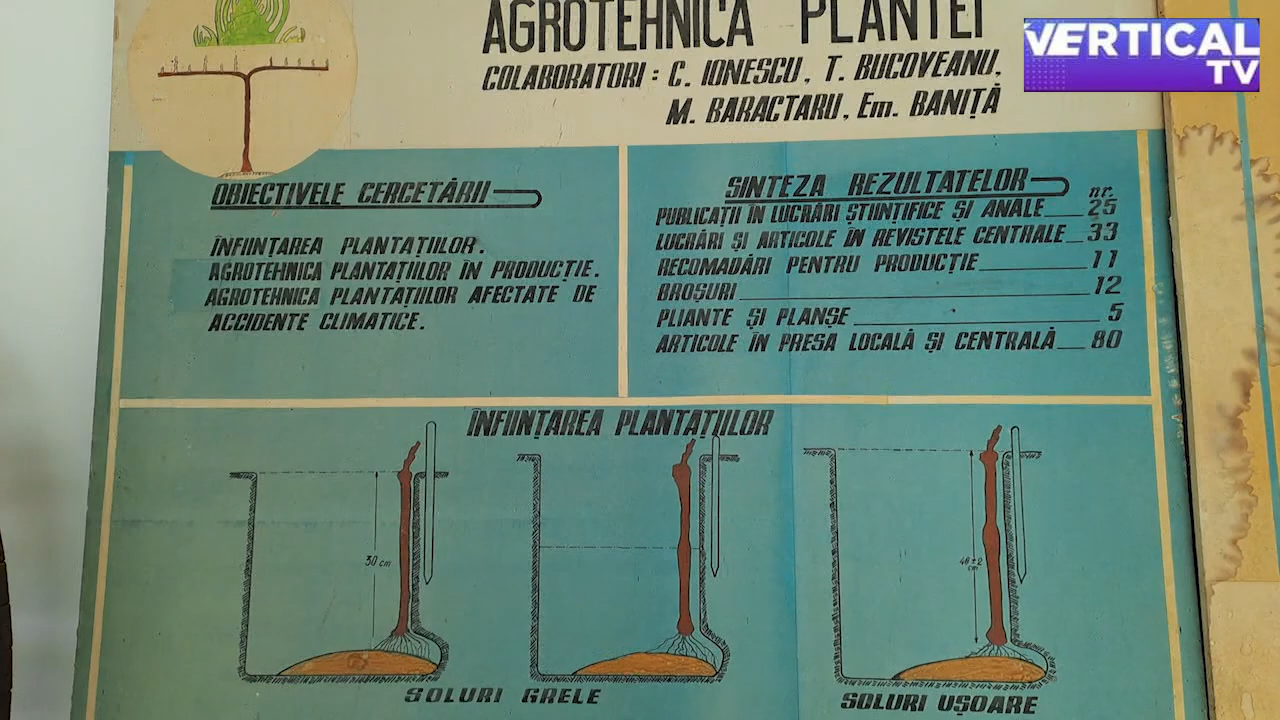 AGROTEHNICA PLANTEI
COLABORATORI : C. IONESCU, T. BUCOVEANU,
M. BARACTARU, Em. BANIȚĂ
VERTICAL
TV
OBIECTIVELE CERCETĂRII
ÎNFIINȚAREA PLANTAȚIILOR.
AGROTEHNICA PLANTAȚIILOR ÎN PRODUCȚIE.
AGROTEHNICA PLANTAȚIILOR AFECTATE DE
ACCIDENTE CLIMATICE.
SINTEZA REZULTATELOR
nr.
PUBLICAȚII ÎN LUCRĂRI ȘTIINȚIFICE ȘI ANALE 25
LUCRĂRI ȘI ARTICOLE ÎN REVISTELE CENTRALE 33
RECOMADĂRI PENTRU PRODUCȚIE 11
BROȘURI 12
PLIANTE ȘI PLANȘE 5
ARTICOLE ÎN PRESA LOCALĂ ȘI CENTRALĂ 80
ÎNFIINȚAREA PLANTAȚIILOR
30 cm
48 ± 2
cm
SOLURI GRELE
SOLURI UȘOARE